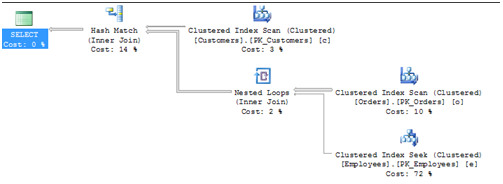 SELECT
Cost: 0 %
Hash Match
(Inner Join)
Cost: 14 %
Clustered Index Scan (Clustered)
[Customers].[PK_Customers] [c]
Cost: 3 %
Nested Loops
(Inner Join)
Cost: 2 %
Clustered Index Scan (Clustered)
[Orders].[PK_Orders] [o]
Cost: 10 %
Clustered Index Seek (Clustered)
[Employees].[PK_Employees] [e]
Cost: 72 %